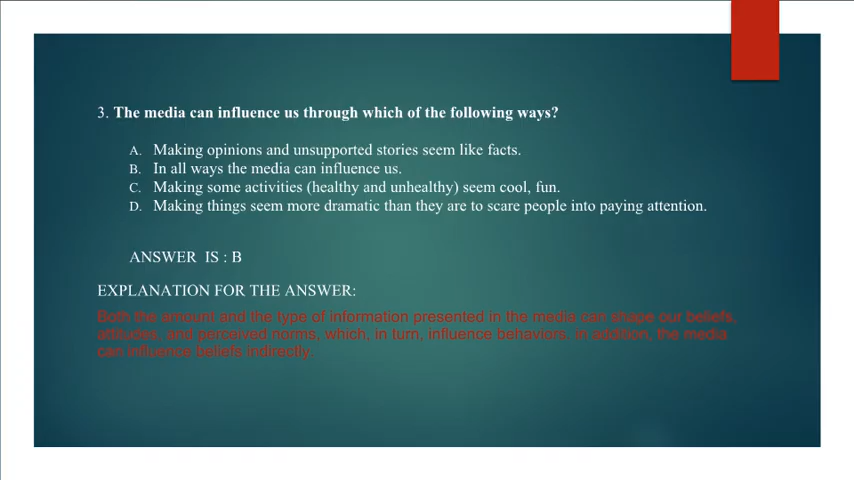 3. The media can influence us through which of the following ways?
A. Making opinions and unsupported stories seem like facts.
B. In all ways the media can influence us.
C. Making some activities (healthy and unhealthy) seem cool, fun.
D. Making things seem more dramatic than they are to scare people into paying attention.
ANSWER IS : B
EXPLANATION FOR THE ANSWER:
Both the amount and the type of information presented in the media can shape our beliefs,
attitudes, and perceived norms, which, in turn, influence behaviors. in addition, the media
can influence beliefs indirectly.